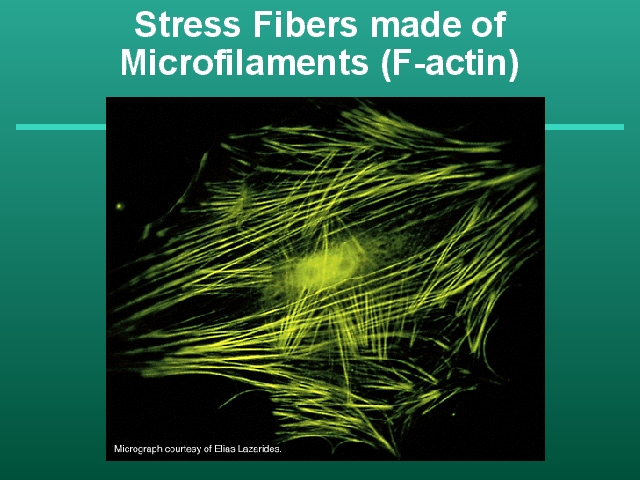 Stress Fibers made of
Microfilaments (F-actin)
Micrograph courtesy of Elias Lazarides.